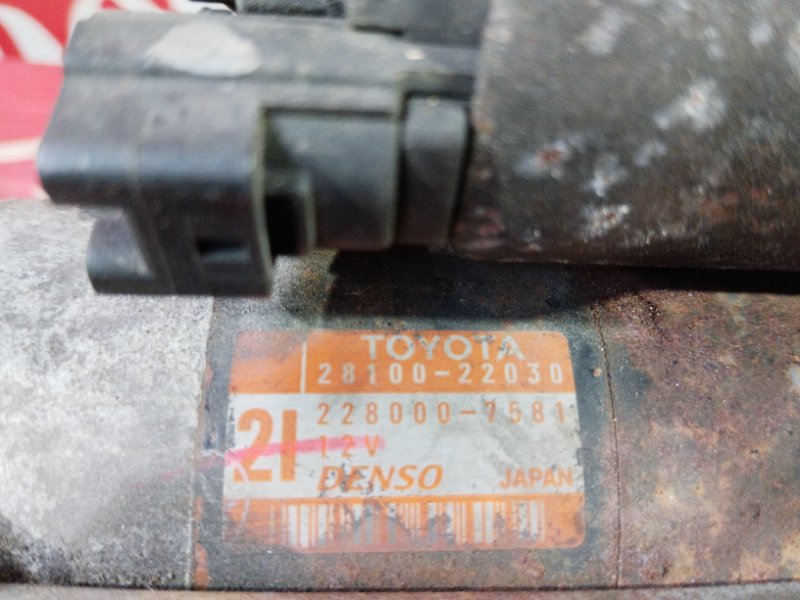 TOYOTA
28100-22030
228000-7581
21
12V
DENSO JAPAN